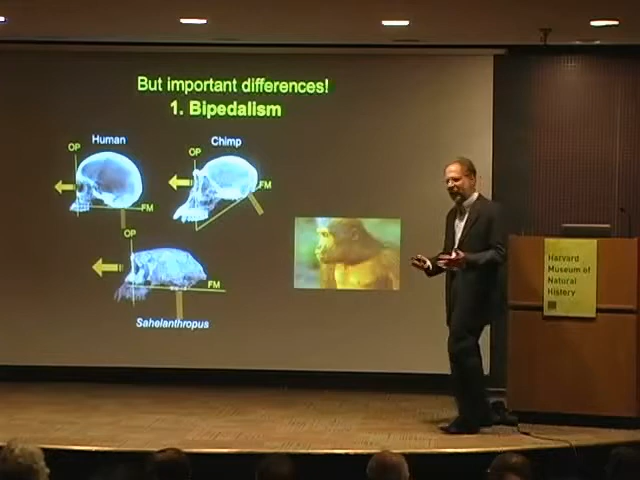 But important differences!
1. Bipedalism
Human
Chimp
OP
OP
FM
FM
OP
FM
Sahelanthropus
Harvard
Museum of
Natural
History